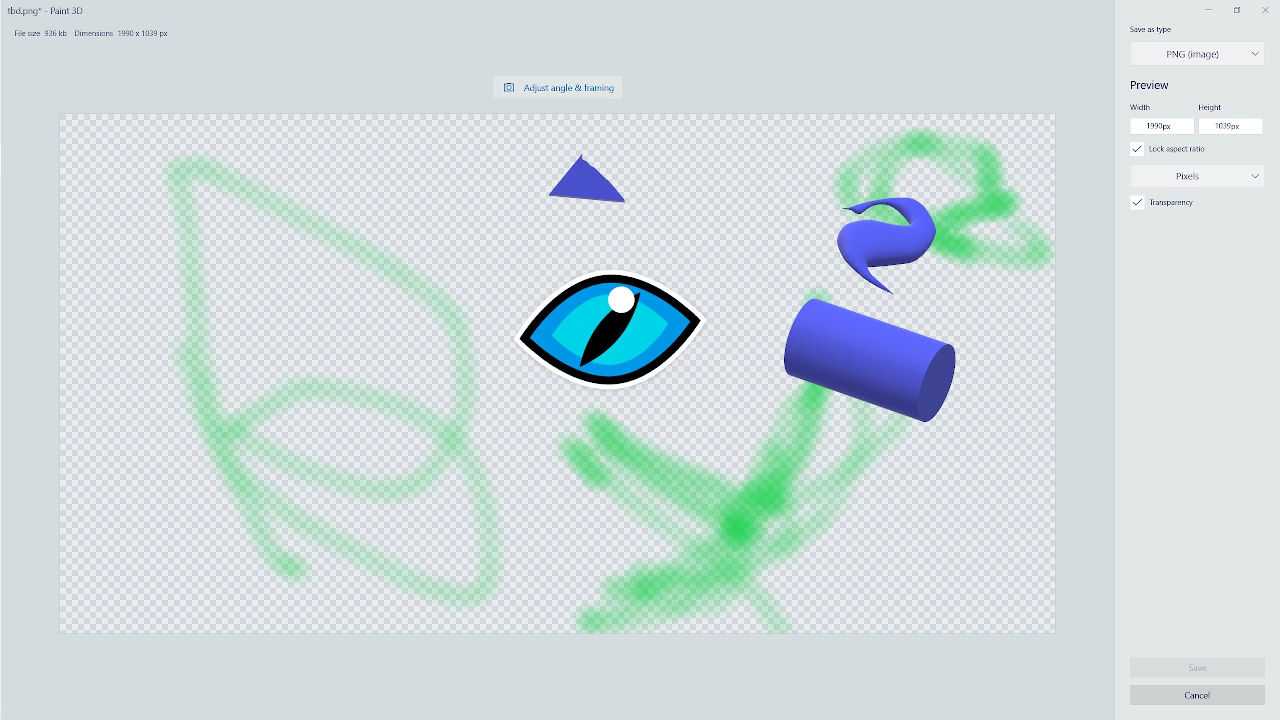 tbd.png* - Paint 3D
File size 936 kb Dimensions 1990 x 1039 px
Adjust angle & framing
Save as type
PNG (image)
Preview
Width Height
1990px 1039px
Lock aspect ratio
Pixels
Transparency
Save
Cancel